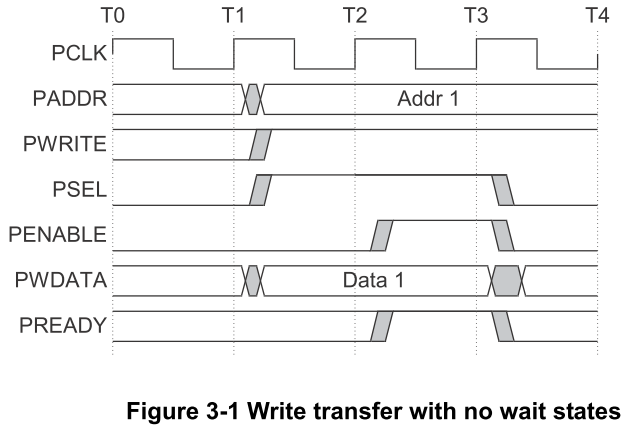 T0 T1 T2 T3 T4
PCLK
PADDR Addr 1
PWRITE
PSEL
PENABLE
PWDATA Data 1
PREADY
Figure 3-1 Write transfer with no wait states